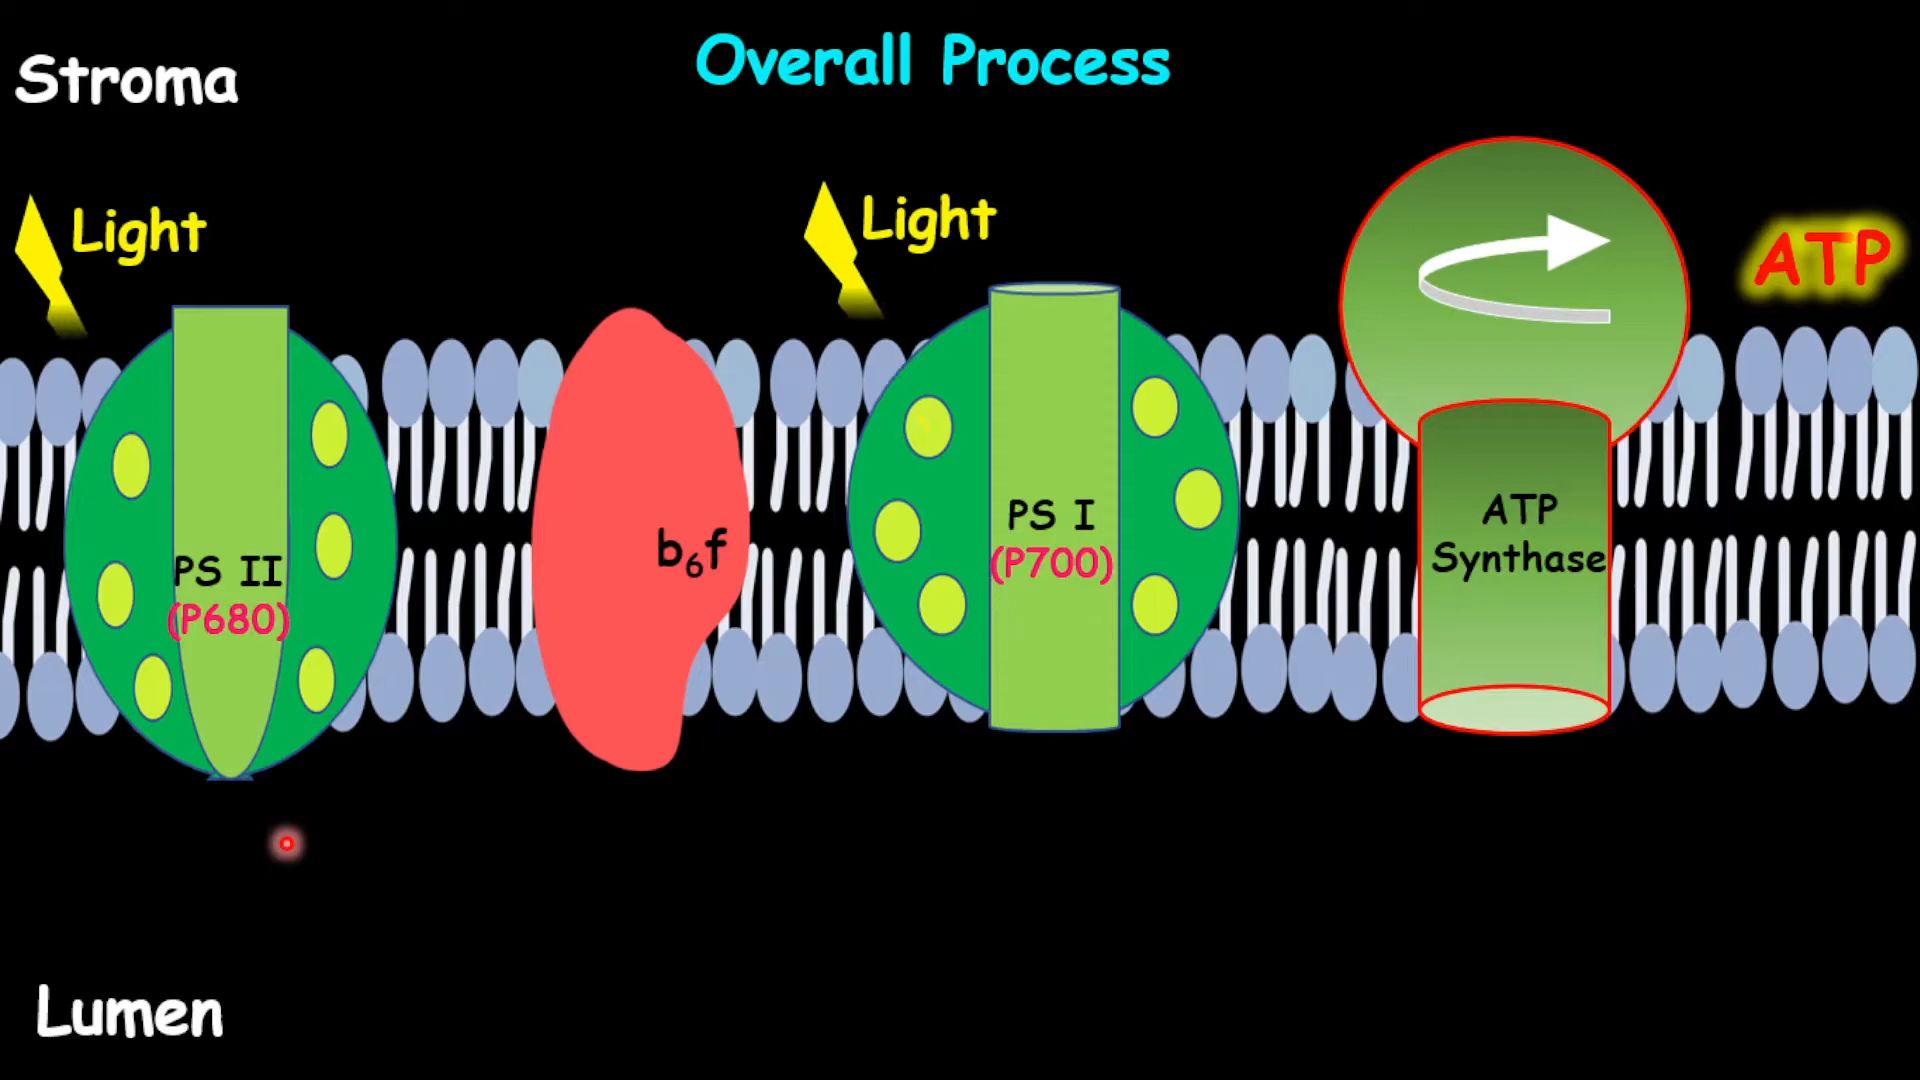 Overall Process
Stroma
Light
Light
ATP
PS II
(P680)
b₆f
PS I
(P700)
ATP
Synthase
Lumen